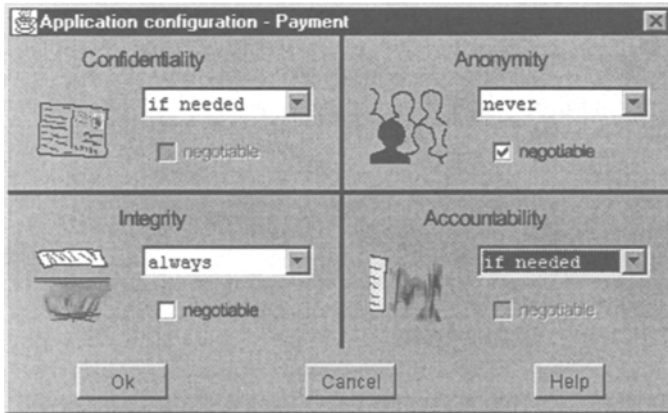 Application configuration - Payment
Confidentiality
if needed
negotiable
Anonymity
never
negotiable
Integrity
always
negotiable
Accountability
if needed
negotiable
Ok
Cancel
Help